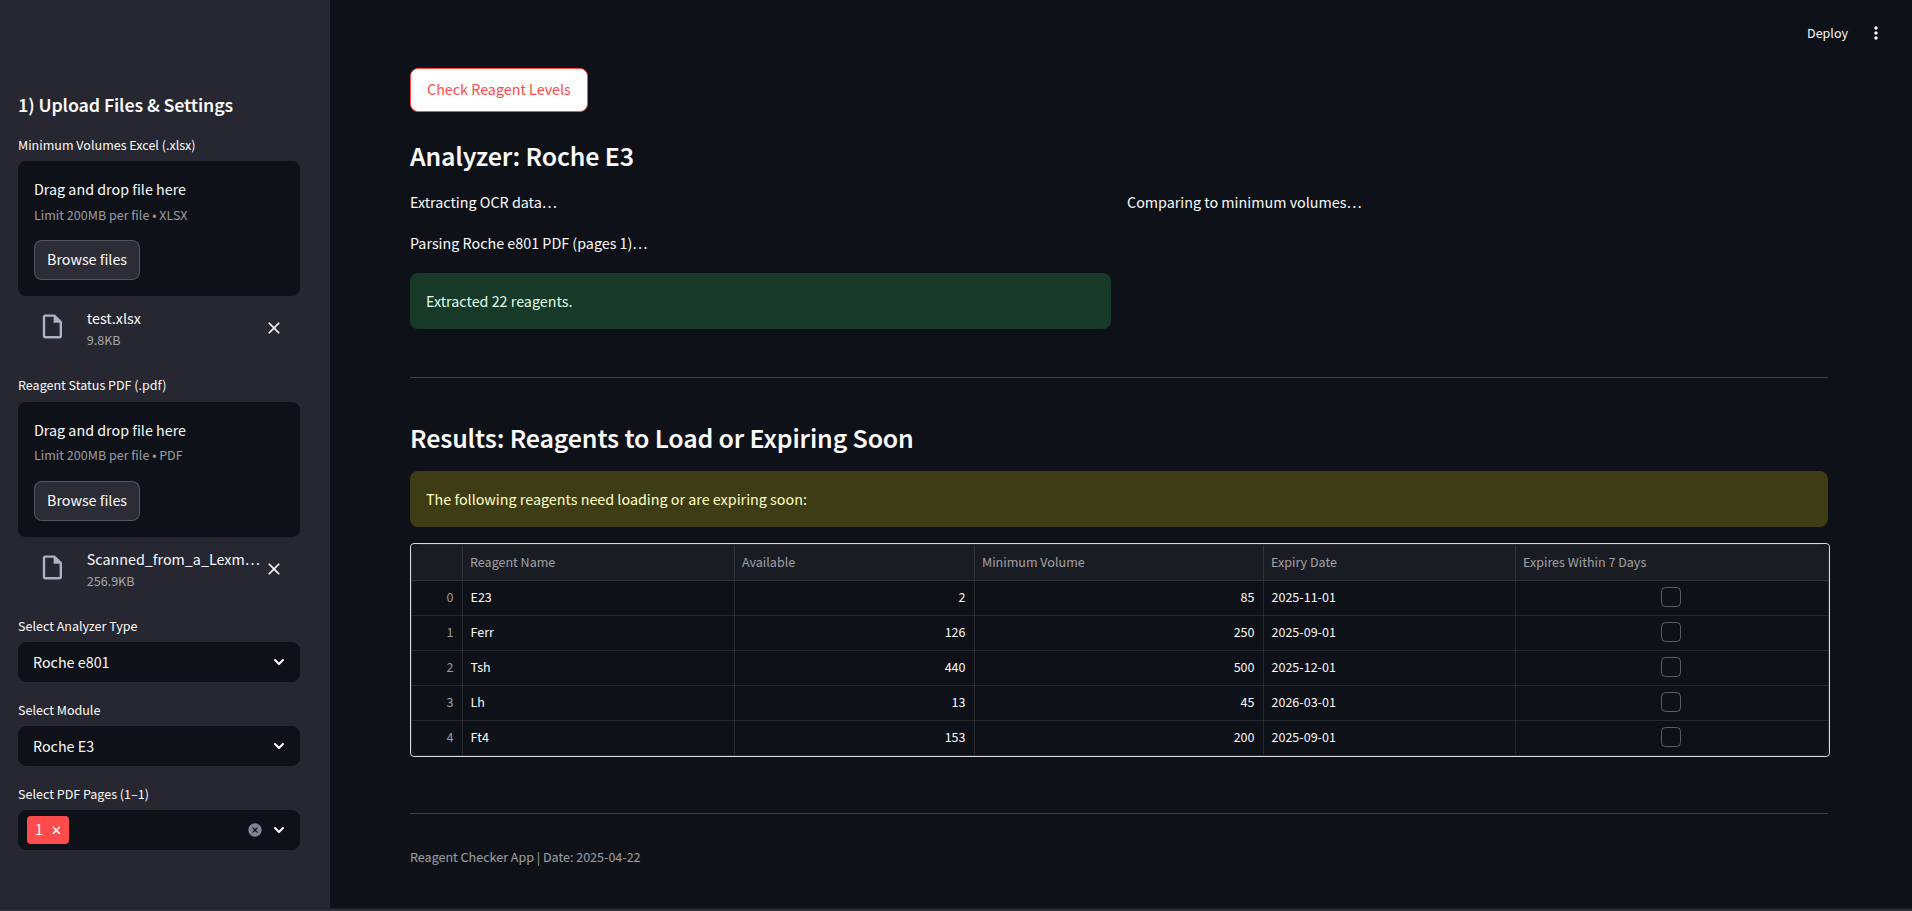 Deploy
1) Upload Files & Settings
Minimum Volumes Excel (.xlsx)
Drag and drop file here
Limit 200MB per file • XLSX
Browse files
test.xlsx
9.8KB
Reagent Status PDF (.pdf)
Drag and drop file here
Limit 200MB per file • PDF
Browse files
Scanned_from_a_Lexm...
256.9KB
Select Analyzer Type
Roche e801
Select Module
Roche E3
Select PDF Pages (1–1)
1
Check Reagent Levels
Analyzer: Roche E3
Extracting OCR data…
Parsing Roche e801 PDF (pages 1)…
Extracted 22 reagents.
Comparing to minimum volumes…
Results: Reagents to Load or Expiring Soon
The following reagents need loading or are expiring soon:
Reagent Name Available Minimum Volume Expiry Date Expires Within 7 Days
0 E23 2 85 2025-11-01
1 Ferr 126 250 2025-09-01
2 Tsh 440 500 2025-12-01
3 Lh 13 45 2026-03-01
4 Ft4 153 200 2025-09-01
Reagent Checker App | Date: 2025-04-22